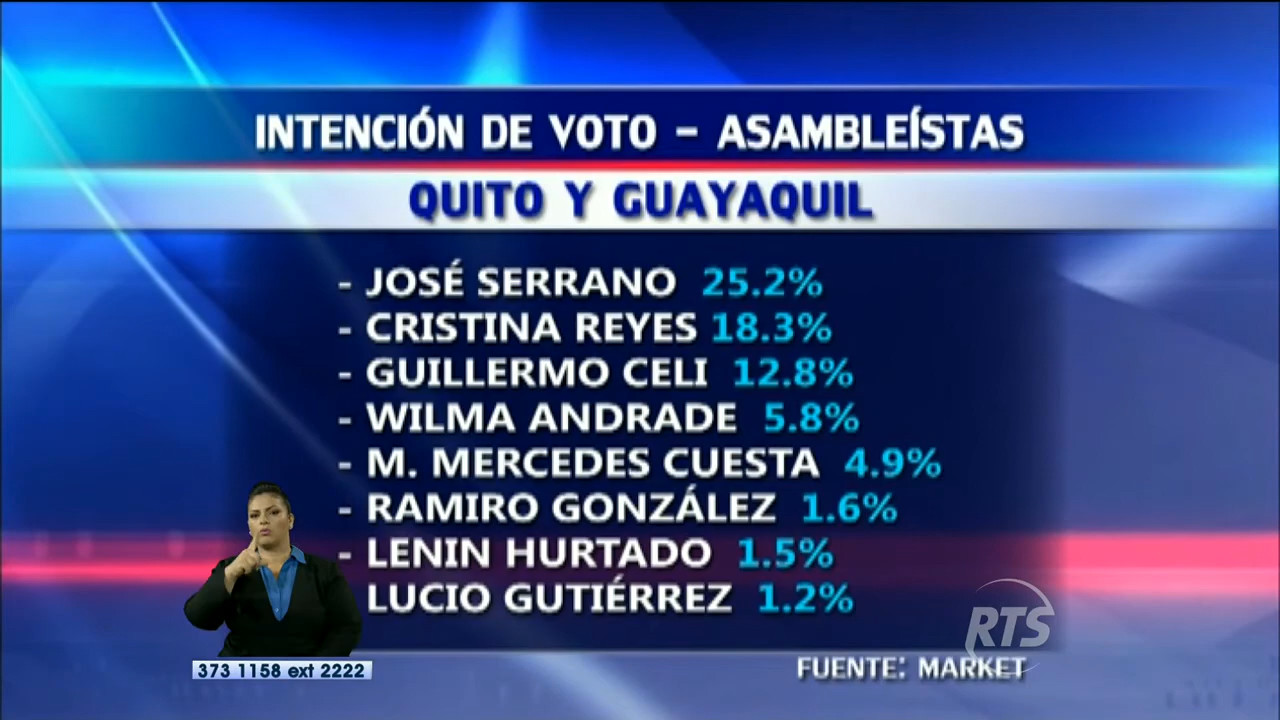 INTENCIÓN DE VOTO – ASAMBLEÍSTAS
QUITO Y GUAYAQUIL
- JOSÉ SERRANO 25.2%
- CRISTINA REYES 18.3%
- GUILLERMO CELI 12.8%
- WILMA ANDRADE 5.8%
- M. MERCEDES CUESTA 4.9%
- RAMIRO GONZÁLEZ 1.6%
- LENIN HURTADO 1.5%
LUCIO GUTIÉRREZ 1.2%
RTS
373 1158 ext 2222
FUENTE: MARKET